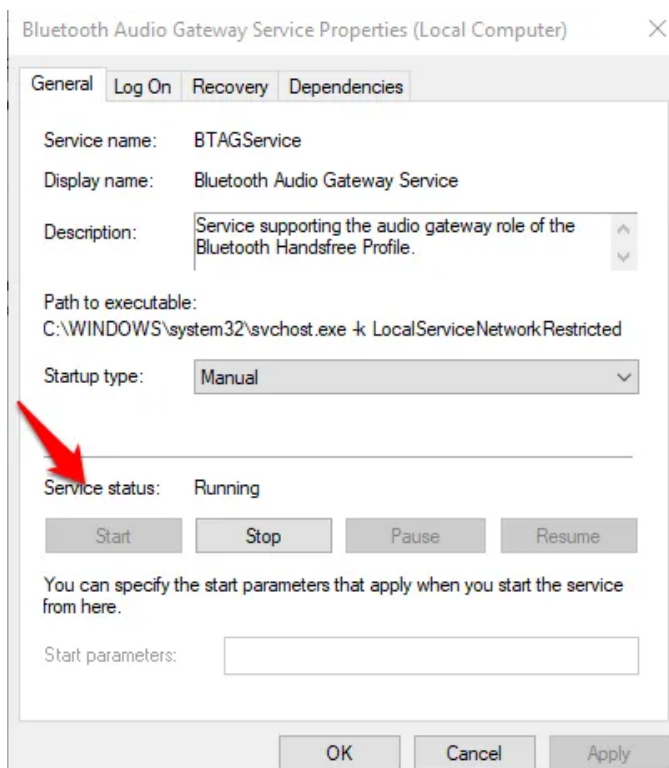 Bluetooth Audio Gateway Service Properties (Local Computer)
General Log On Recovery Dependencies
Service name: BTAGService
Display name: Bluetooth Audio Gateway Service
Description: Service supporting the audio gateway role of the
Bluetooth Handsfree Profile.
Path to executable:
C:\WINDOWS\system32\svchost.exe -k LocalServiceNetworkRestricted
Startup type: Manual
Service status: Running
Start Stop Pause Resume
You can specify the start parameters that apply when you start the service
from here.
Start parameters:
OK Cancel Apply